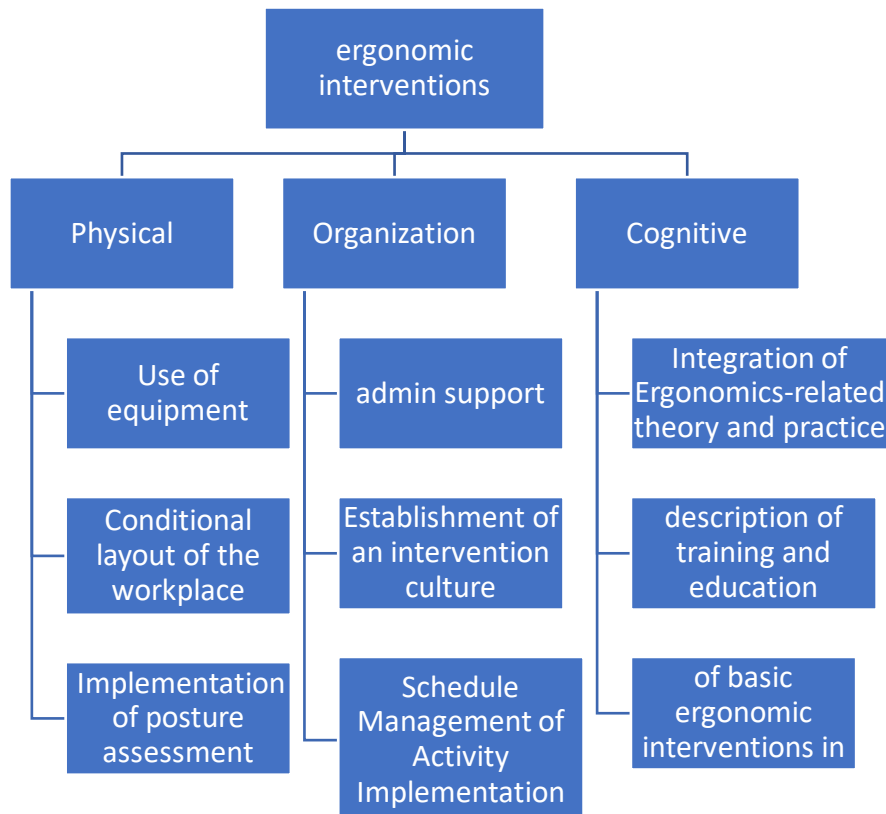 ergonomic
interventions
Physical
Organization
Cognitive
Use of
equipment
admin support
Integration of
Ergonomics-related
theory and practice
Conditional
layout of the
workplace
Establishment of
an intervention
culture
description of
training and
education
Implementation
of posture
assessment
Schedule
Management of
Activity
Implementation
of basic
ergonomic
interventions in